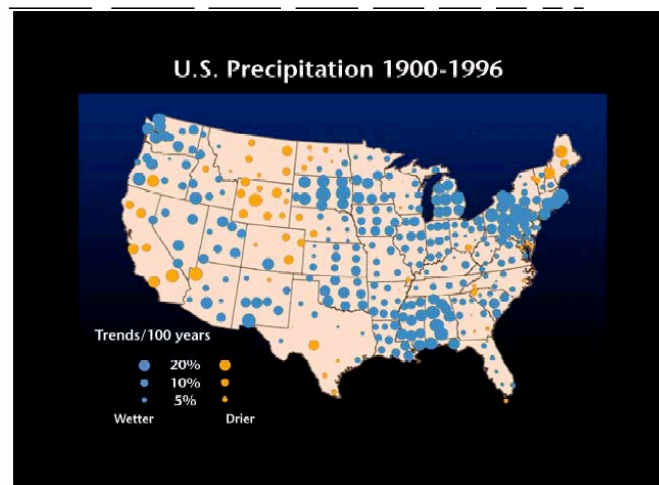 U.S. Precipitation 1900-1996
Trends/100 years
20%
10%
5%
Wetter Drier